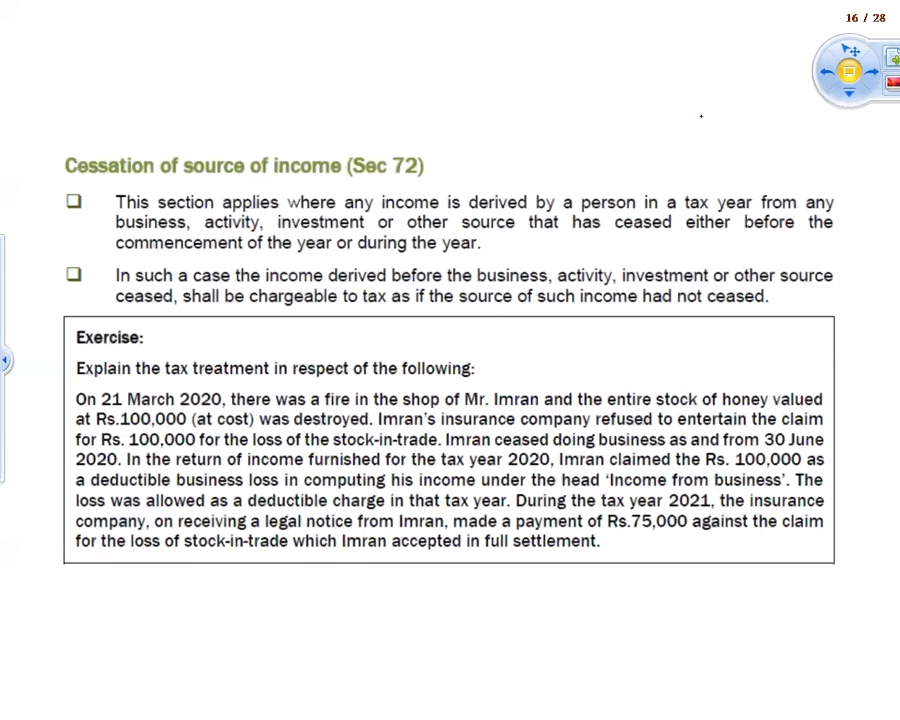 16 / 28
Cessation of source of income (Sec 72)
This section applies where any income is derived by a person in a tax year from any
business, activity, investment or other source that has ceased either before the
commencement of the year or during the year.
In such a case the income derived before the business, activity, investment or other source
ceased, shall be chargeable to tax as if the source of such income had not ceased.
Exercise:
Explain the tax treatment in respect of the following:
On 21 March 2020, there was a fire in the shop of Mr. Imran and the entire stock of honey valued
at Rs.100,000 (at cost) was destroyed. Imran's insurance company refused to entertain the claim
for Rs. 100,000 for the loss of the stock-in-trade. Imran ceased doing business as and from 30 June
2020. In the return of income furnished for the tax year 2020, Imran claimed the Rs. 100,000 as
a deductible business loss in computing his income under the head 'Income from business'. The
loss was allowed as a deductible charge in that tax year. During the tax year 2021, the insurance
company, on receiving a legal notice from Imran, made a payment of Rs.75,000 against the claim
for the loss of stock-in-trade which Imran accepted in full settlement.